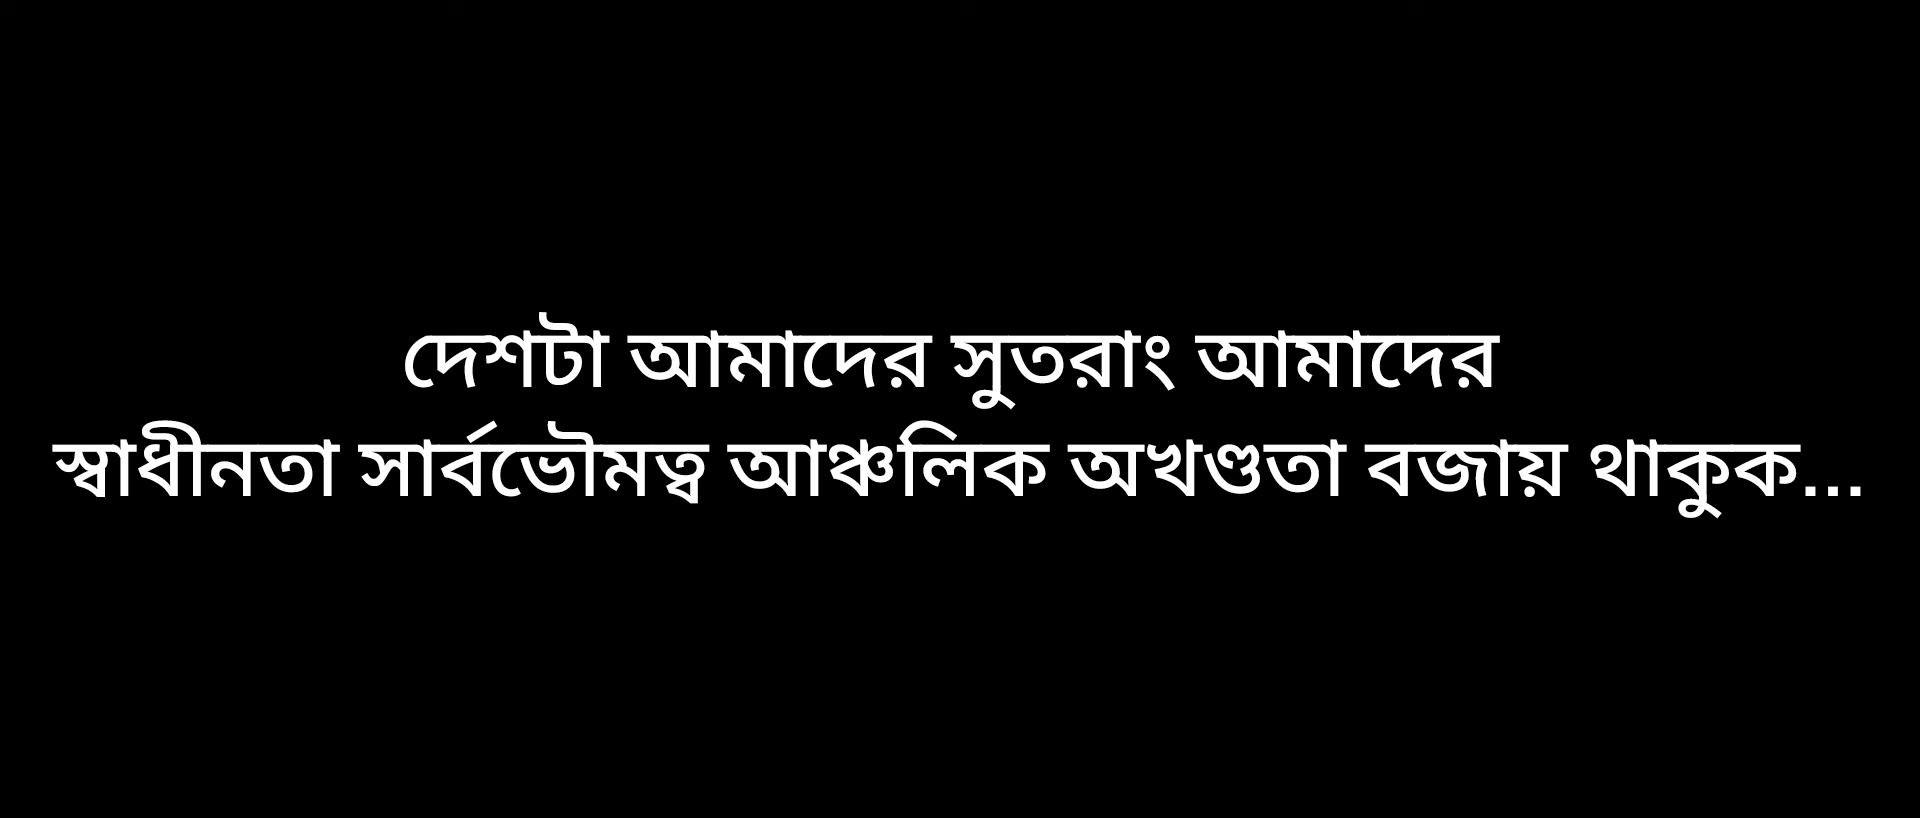 দেশটা আমাদের সুতরাং আমাদের
স্বাধীনতা সার্বভৌমত্ব আঞ্চলিক অখণ্ডতা বজায় থাকুক...